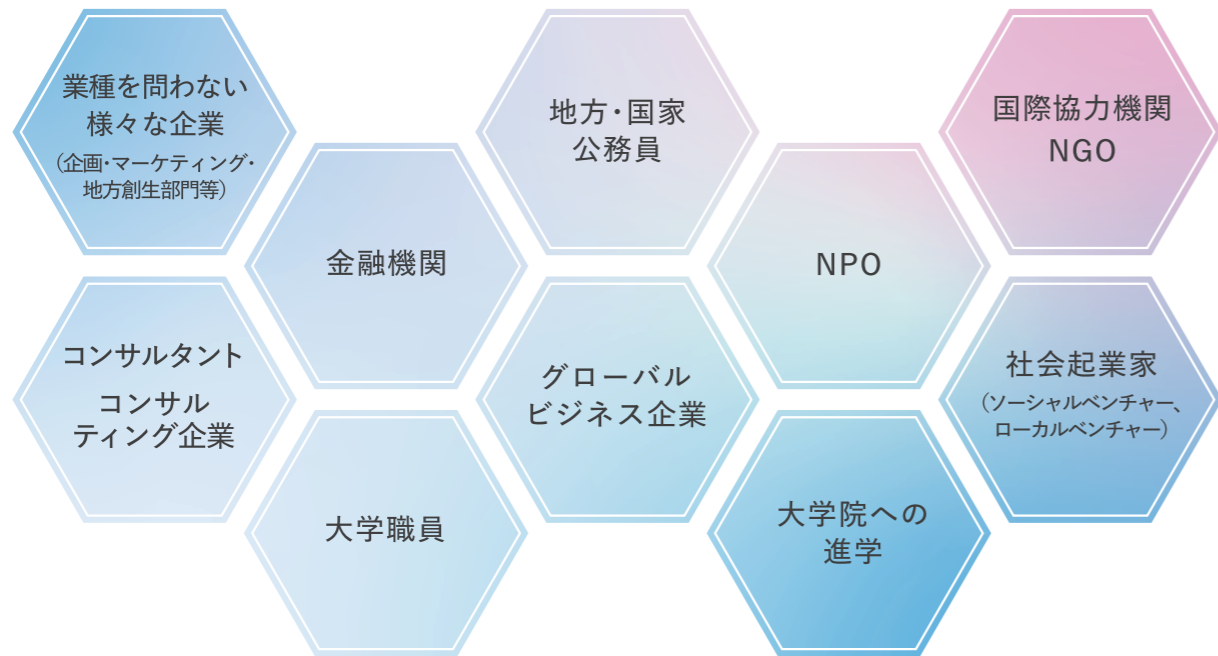 業種を問わない
様々な企業
（企画・マーケティング・
地方創生部門等）
地方・国家
公務員
国際協力機関
NGO
金融機関
NPO
コンサルタント
コンサル
ティング企業
グローバル
ビジネス企業
社会起業家
（ソーシャルベンチャー、
ローカルベンチャー）
大学職員
大学院への
進学